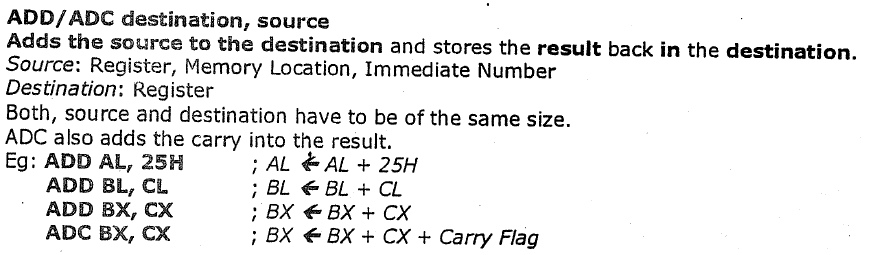 ADD/ADC destination, source
Adds the source to the destination and stores the result back in the destination.
Source: Register, Memory Location, Immediate Number
Destination: Register
Both, source and destination have to be of the same size.
ADC also adds the carry into the result.
Eg: ADD AL, 25H ; AL ← AL + 25H
ADD BL, CL ; BL ← BL + CL
ADD BX, CX ; BX ← BX + CX
ADC BX, CX ; BX ← BX + CX + Carry Flag